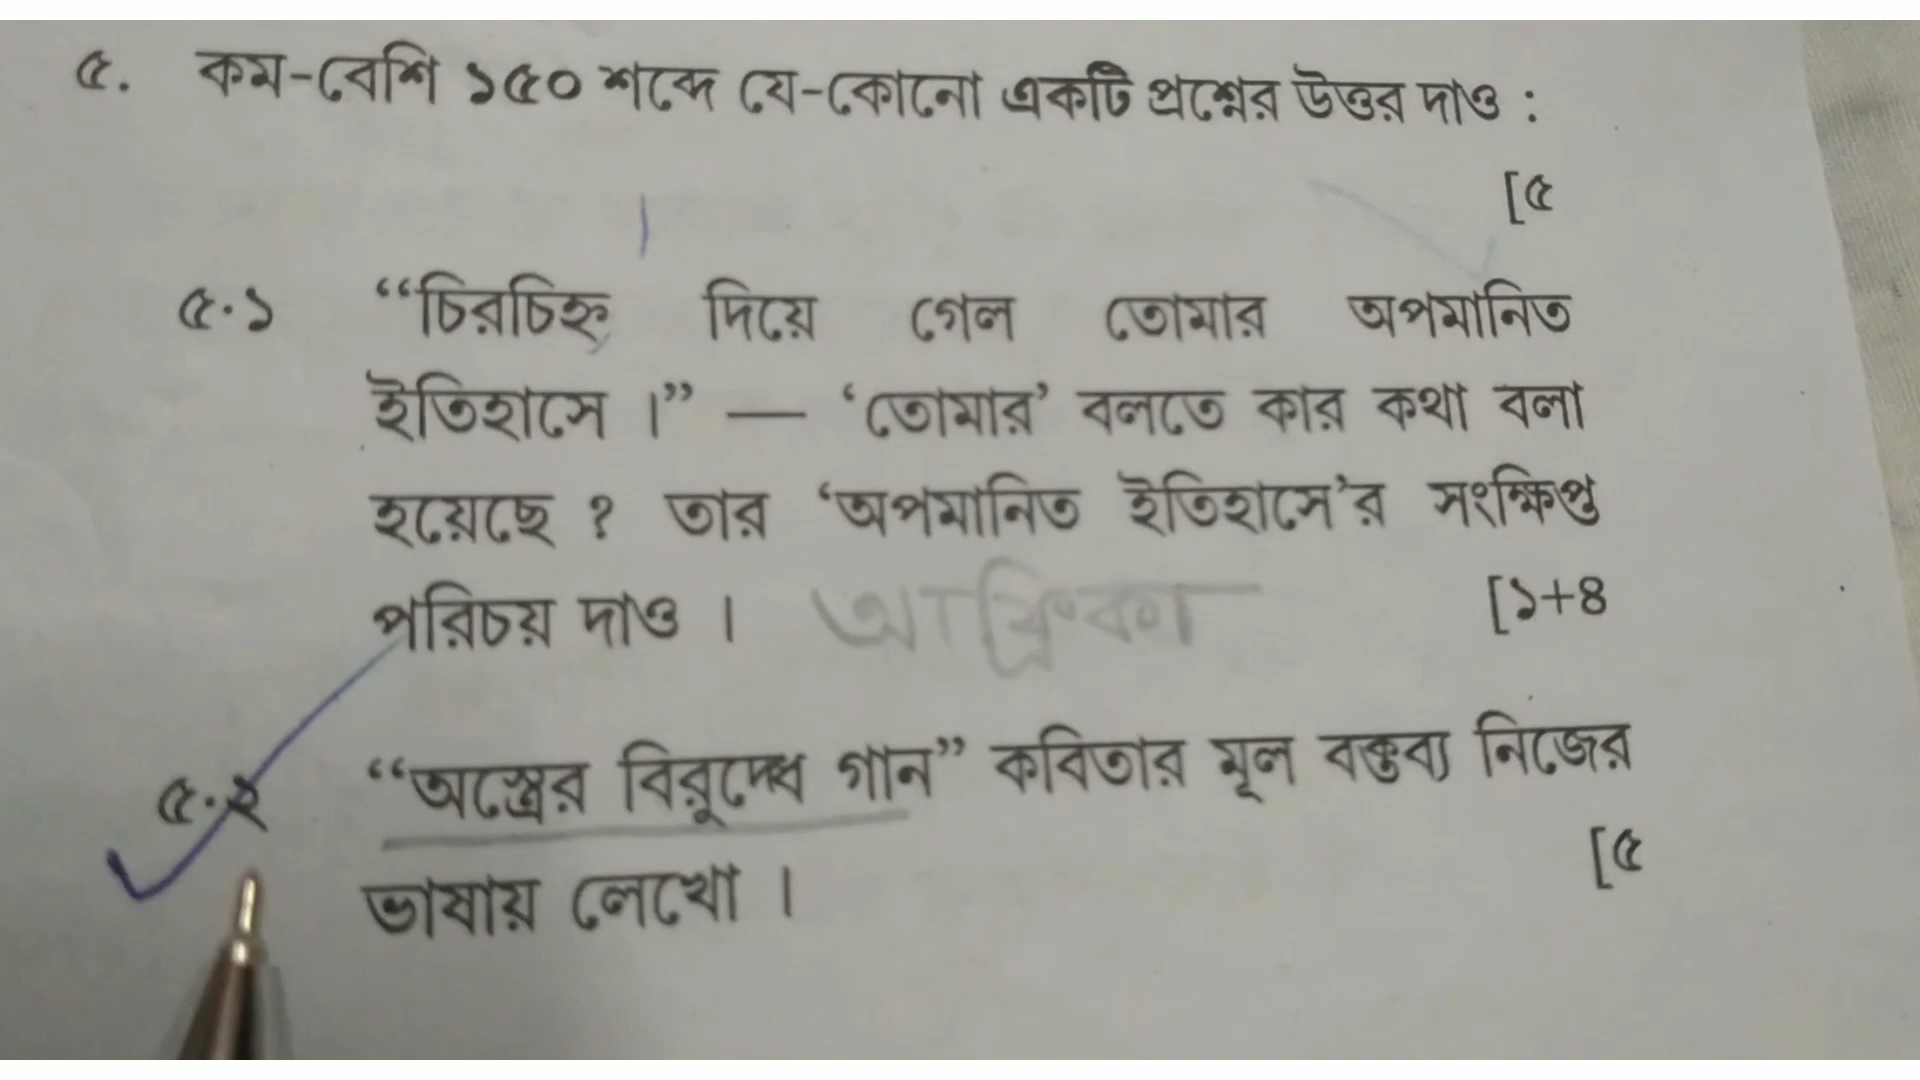 ৫. কম-বেশি ১৫০ শব্দে যে-কোনো একটি প্রশ্নের উত্তর দাও :
[৫
৫.১ “চিরচিহ্ন দিয়ে গেল তোমার অপমানিত
ইতিহাসে ।” — ‘তোমার’ বলতে কার কথা বলা
হয়েছে ? তার ‘অপমানিত ইতিহাসে’র সংক্ষিপ্ত
পরিচয় দাও । আফ্রিকা [১+৪
৫.২ “অস্ত্রের বিরুদ্ধে গান” কবিতার মূল বক্তব্য নিজের
[৫
ভাষায় লেখো ।